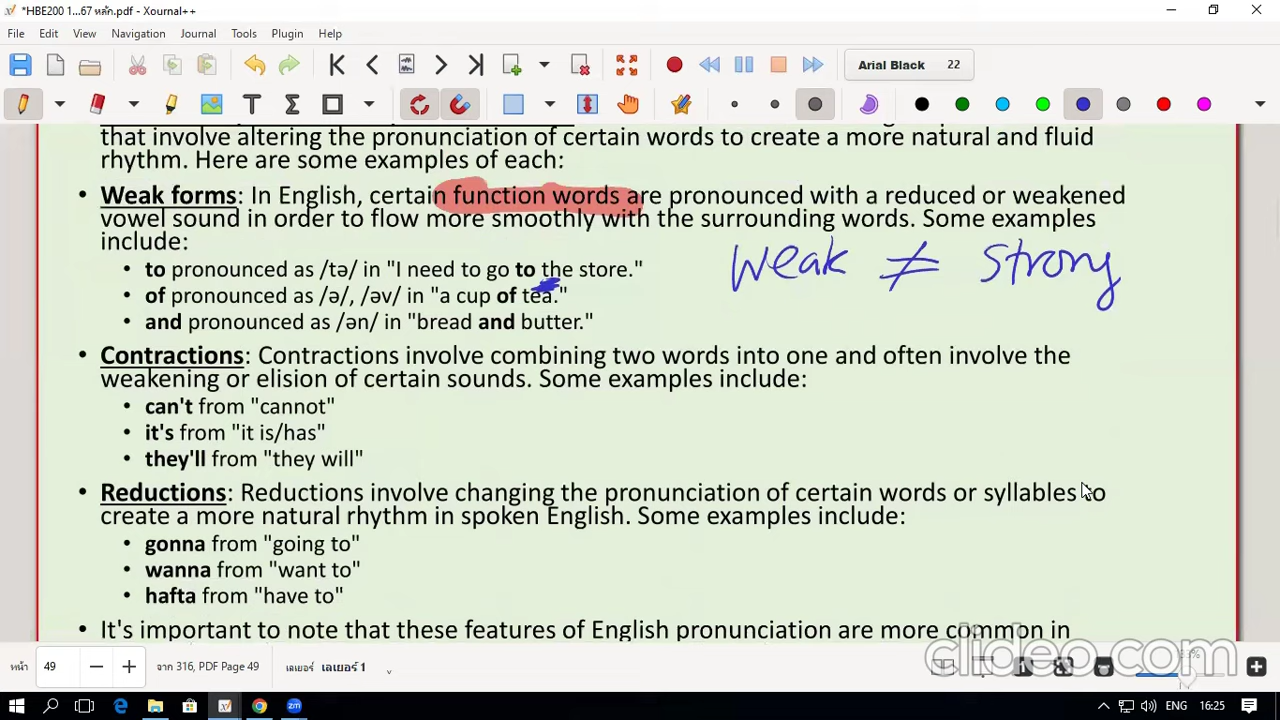 *HBE200 1...67 หลัก.pdf - Xournal++
File Edit View Navigation Journal Tools Plugin Help
Arial Black 22
that involve altering the pronunciation of certain words to create a more natural and fluid
rhythm. Here are some examples of each:
• Weak forms: In English, certain function words are pronounced with a reduced or weakened
vowel sound in order to flow more smoothly with the surrounding words. Some examples
include:
• to pronounced as /tə/ in "I need to go to the store."
• of pronounced as /ə/, /əv/ in "a cup of tea."
• and pronounced as /ən/ in "bread and butter."
Weak ≠ Strong
• Contractions: Contractions involve combining two words into one and often involve the
weakening or elision of certain sounds. Some examples include:
• can't from "cannot"
• it's from "it is/has"
• they'll from "they will"
• Reductions: Reductions involve changing the pronunciation of certain words or syllables to
create a more natural rhythm in spoken English. Some examples include:
• gonna from "going to"
• wanna from "want to"
• hafta from "have to"
• It's important to note that these features of English pronunciation are more common in
clideo.com
หน้า 49 จาก 316, PDF Page 49 เลเยอร์ เลเยอร์ 1
ENG 16:25